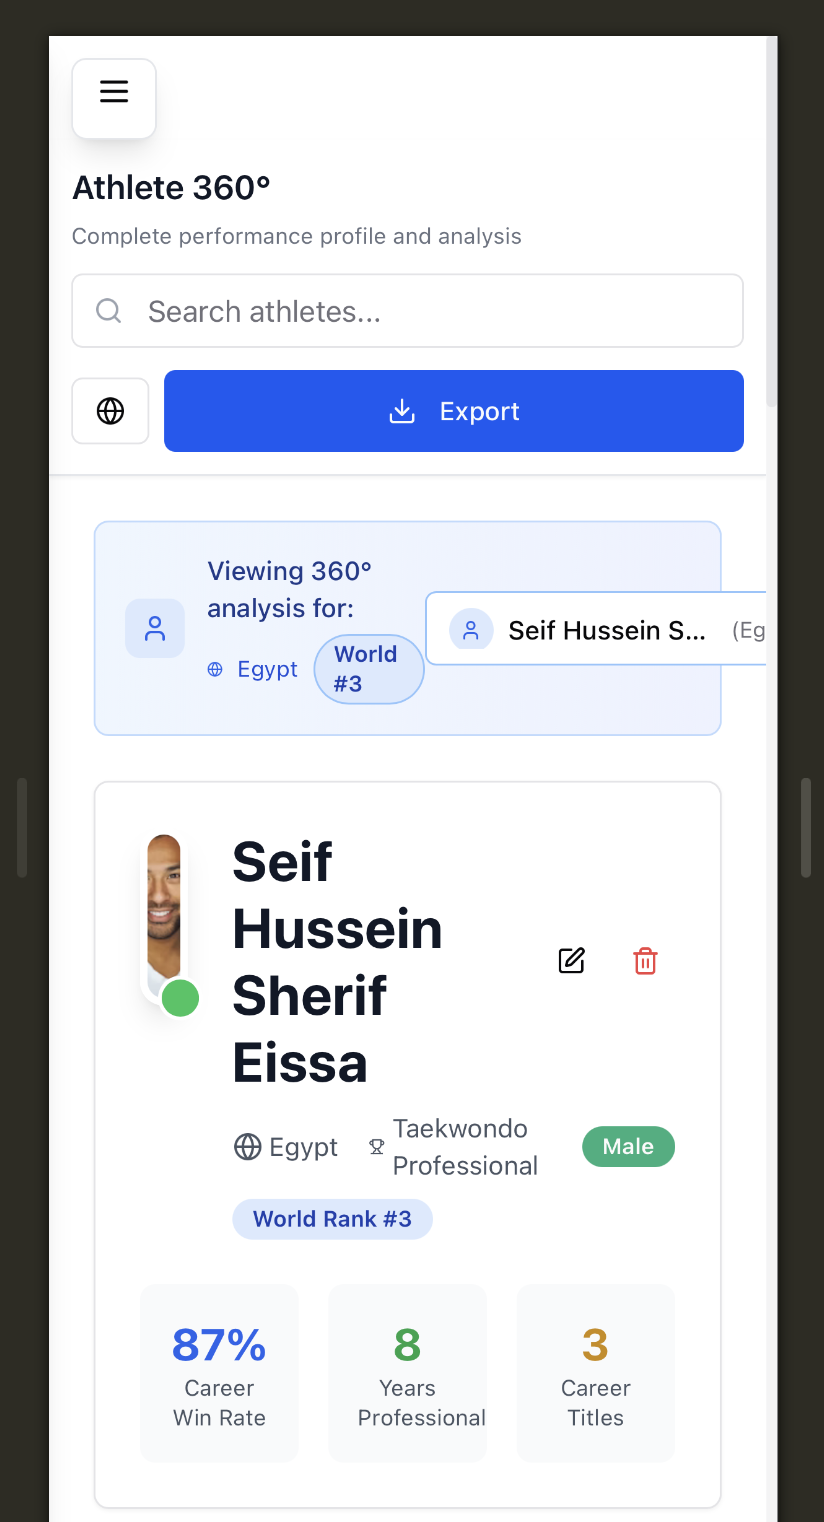 Athlete 360°
Complete performance profile and analysis
Search athletes...
Export
Viewing 360°
analysis for:
Egypt
World
#3
Seif Hussein S...
(Eg
Seif
Hussein
Sherif
Eissa
Egypt
Taekwondo
Professional
Male
World Rank #3
87%
Career
Win Rate
8
Years
Professional
3
Career
Titles